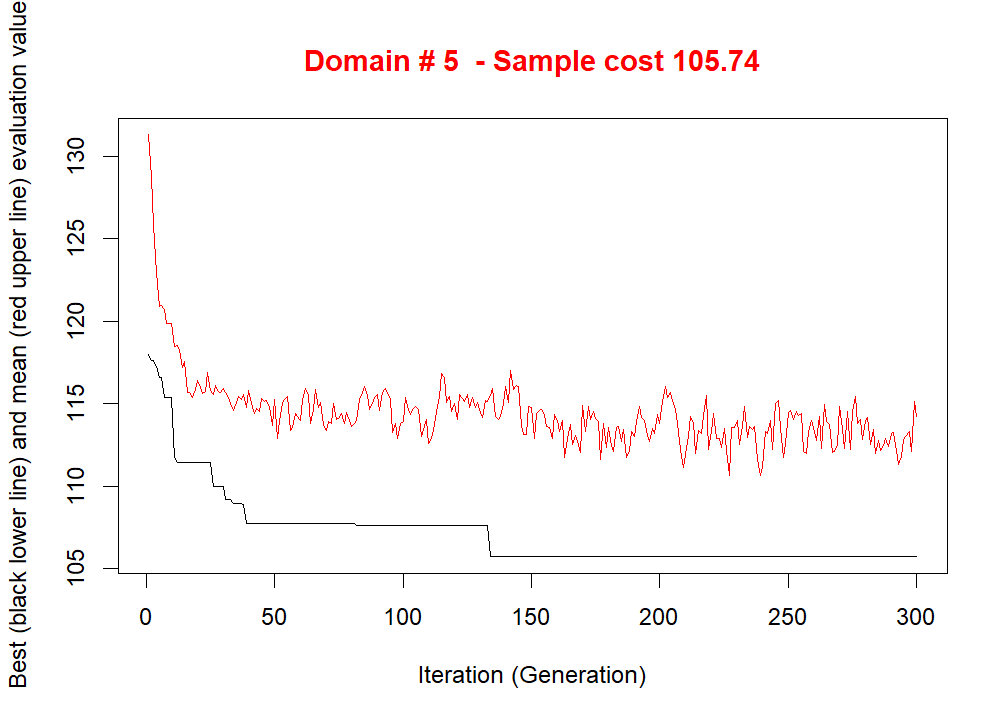 Domain # 5  - Sample cost 105.74
Best (black lower line) and mean (red upper line) evaluation value
130
125
120
115
110
105
0 50 100 150 200 250 300
Iteration (Generation)